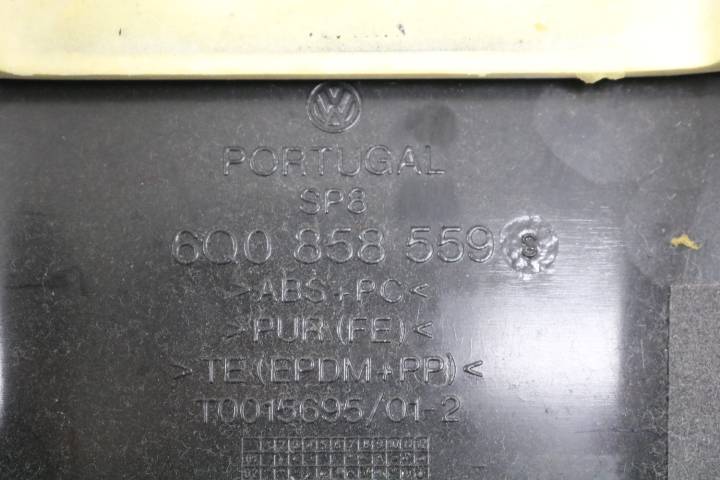 PORTUGAL
SP8
6Q0 858 559
>ABS+PC<
>PUR(FE)<
>TE(EPDM+PP)<
T0015695/01-2